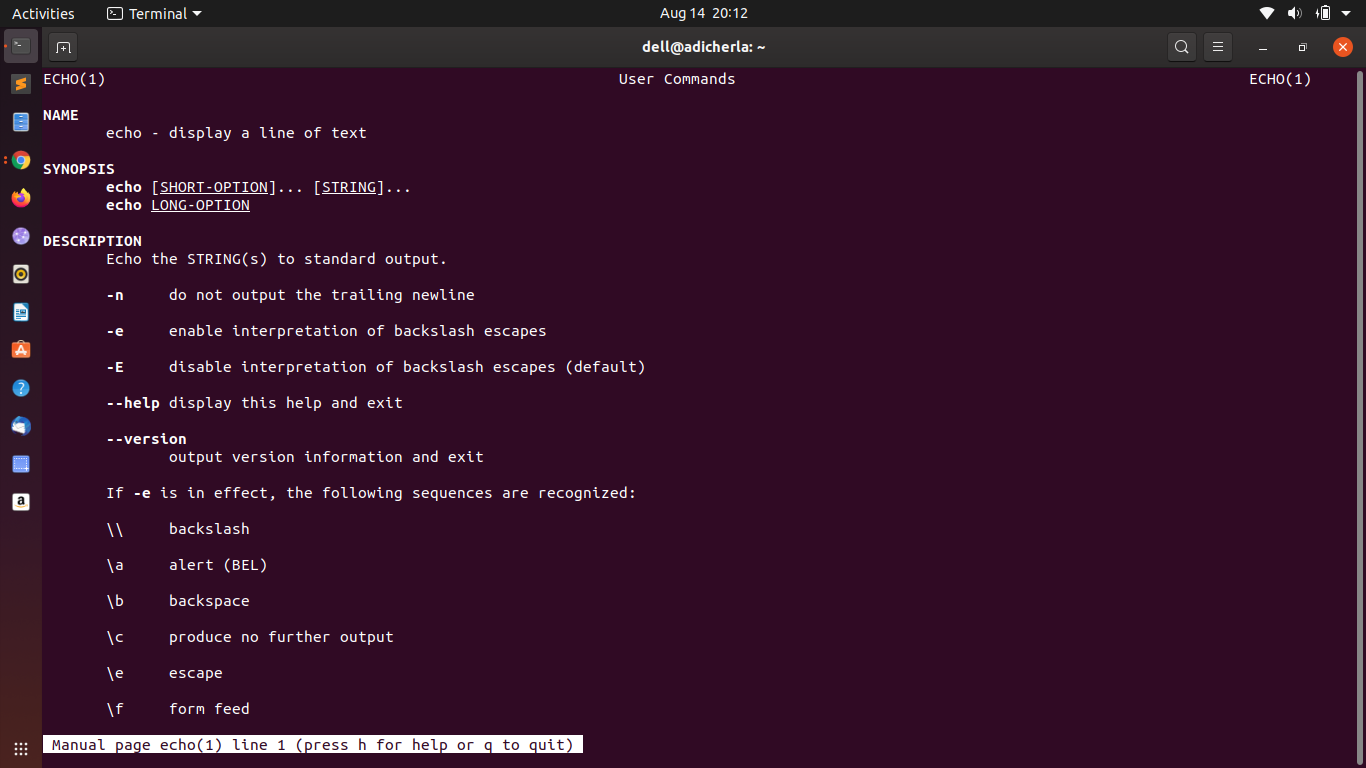 Activities Terminal Aug 14 20:12
dell@adicherla: ~
ECHO(1) User Commands ECHO(1)
NAME
echo - display a line of text
SYNOPSIS
echo [SHORT-OPTION]... [STRING]...
echo LONG-OPTION
DESCRIPTION
Echo the STRING(s) to standard output.
-n do not output the trailing newline
-e enable interpretation of backslash escapes
-E disable interpretation of backslash escapes (default)
--help display this help and exit
--version
output version information and exit
If -e is in effect, the following sequences are recognized:
\\ backslash
\a alert (BEL)
\b backspace
\c produce no further output
\e escape
\f form feed
Manual page echo(1) line 1 (press h for help or q to quit)